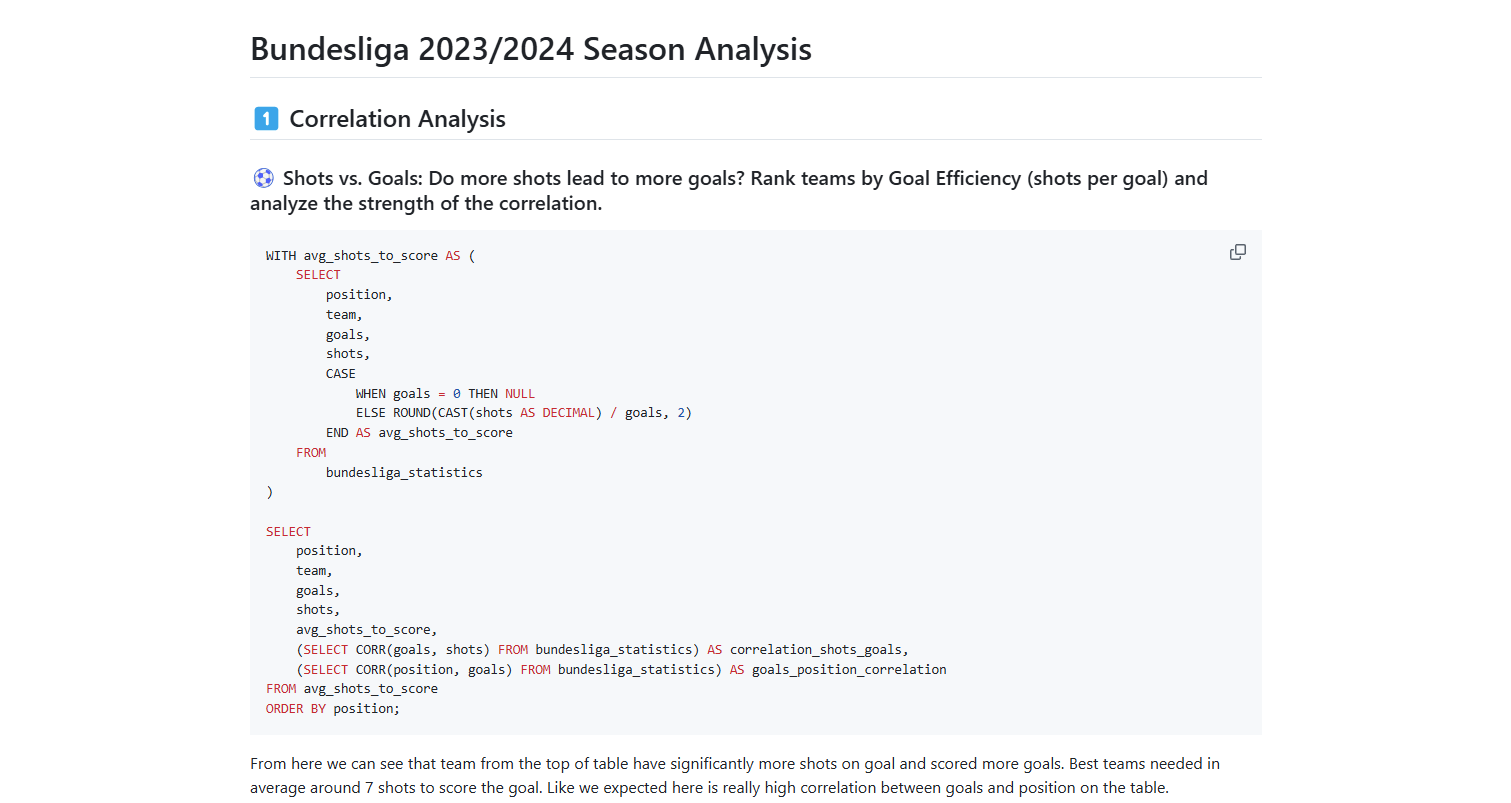 Bundesliga 2023/2024 Season Analysis
1 Correlation Analysis
Shots vs. Goals: Do more shots lead to more goals? Rank teams by Goal Efficiency (shots per goal) and
analyze the strength of the correlation.
WITH avg_shots_to_score AS (
    SELECT
        position,
        team,
        goals,
        shots,
        CASE
            WHEN goals = 0 THEN NULL
            ELSE ROUND(CAST(shots AS DECIMAL) / goals, 2)
        END AS avg_shots_to_score
    FROM
        bundesliga_statistics
)
SELECT
    position,
    team,
    goals,
    shots,
    avg_shots_to_score,
    (SELECT CORR(goals, shots) FROM bundesliga_statistics) AS correlation_shots_goals,
    (SELECT CORR(position, goals) FROM bundesliga_statistics) AS goals_position_correlation
FROM avg_shots_to_score
ORDER BY position;
From here we can see that team from the top of table have significantly more shots on goal and scored more goals. Best teams needed in
average around 7 shots to score the goal. Like we expected here is really high correlation between goals and position on the table.